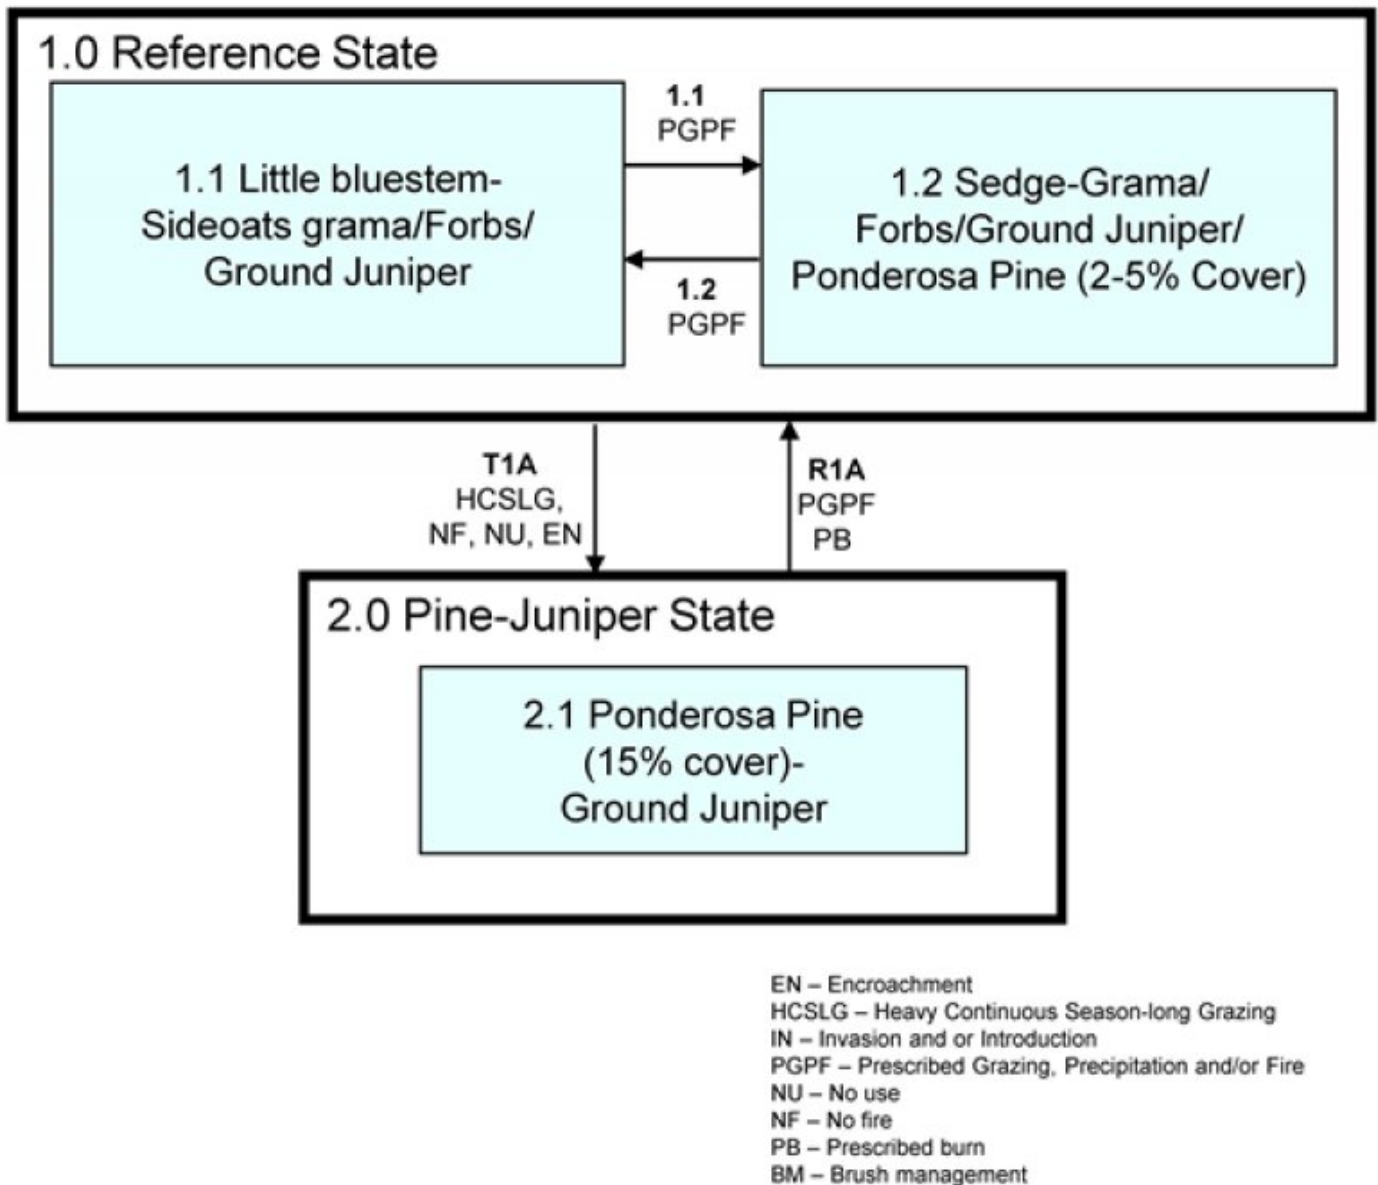 1.0 Reference State
1.1 Little bluestem-
Sideoats grama/Forbs/
Ground Juniper
1.1
PGPF
1.2
PGPF
1.2 Sedge-Grama/
Forbs/Ground Juniper/
Ponderosa Pine (2-5% Cover)
T1A
HCSLG,
NF, NU, EN
R1A
PGPF
PB
2.0 Pine-Juniper State
2.1 Ponderosa Pine
(15% cover)-
Ground Juniper
EN – Encroachment
HCSLG – Heavy Continuous Season-long Grazing
IN – Invasion and or Introduction
PGPF – Prescribed Grazing, Precipitation and/or Fire
NU – No use
NF – No fire
PB – Prescribed burn
BM – Brush management